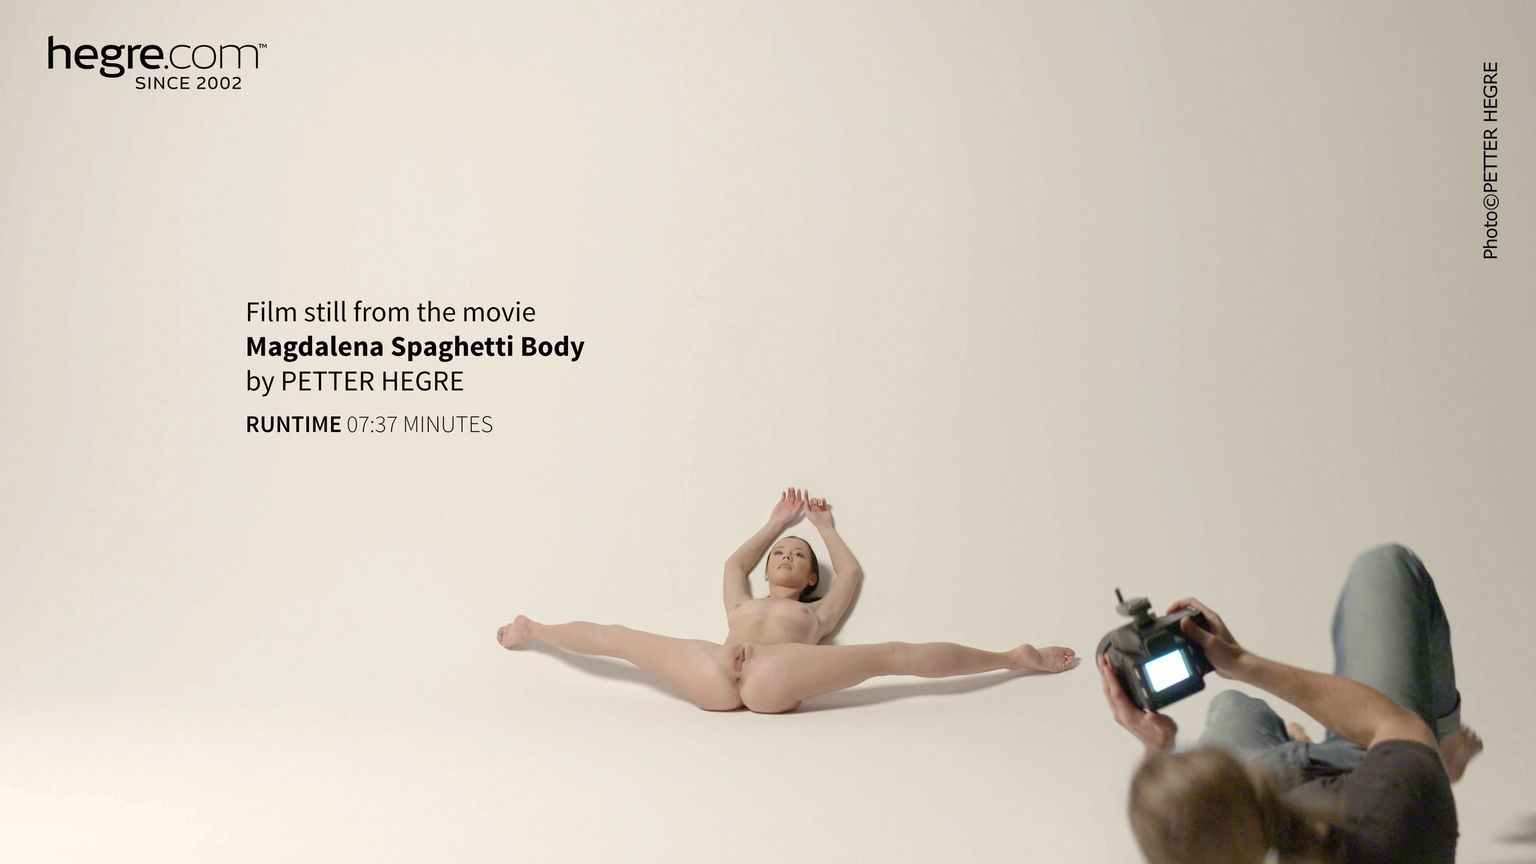 hegre.com™
SINCE 2002
Photo©PETTER HEGRE
Film still from the movie
Magdalena Spaghetti Body
by PETTER HEGRE
RUNTIME 07:37 MINUTES